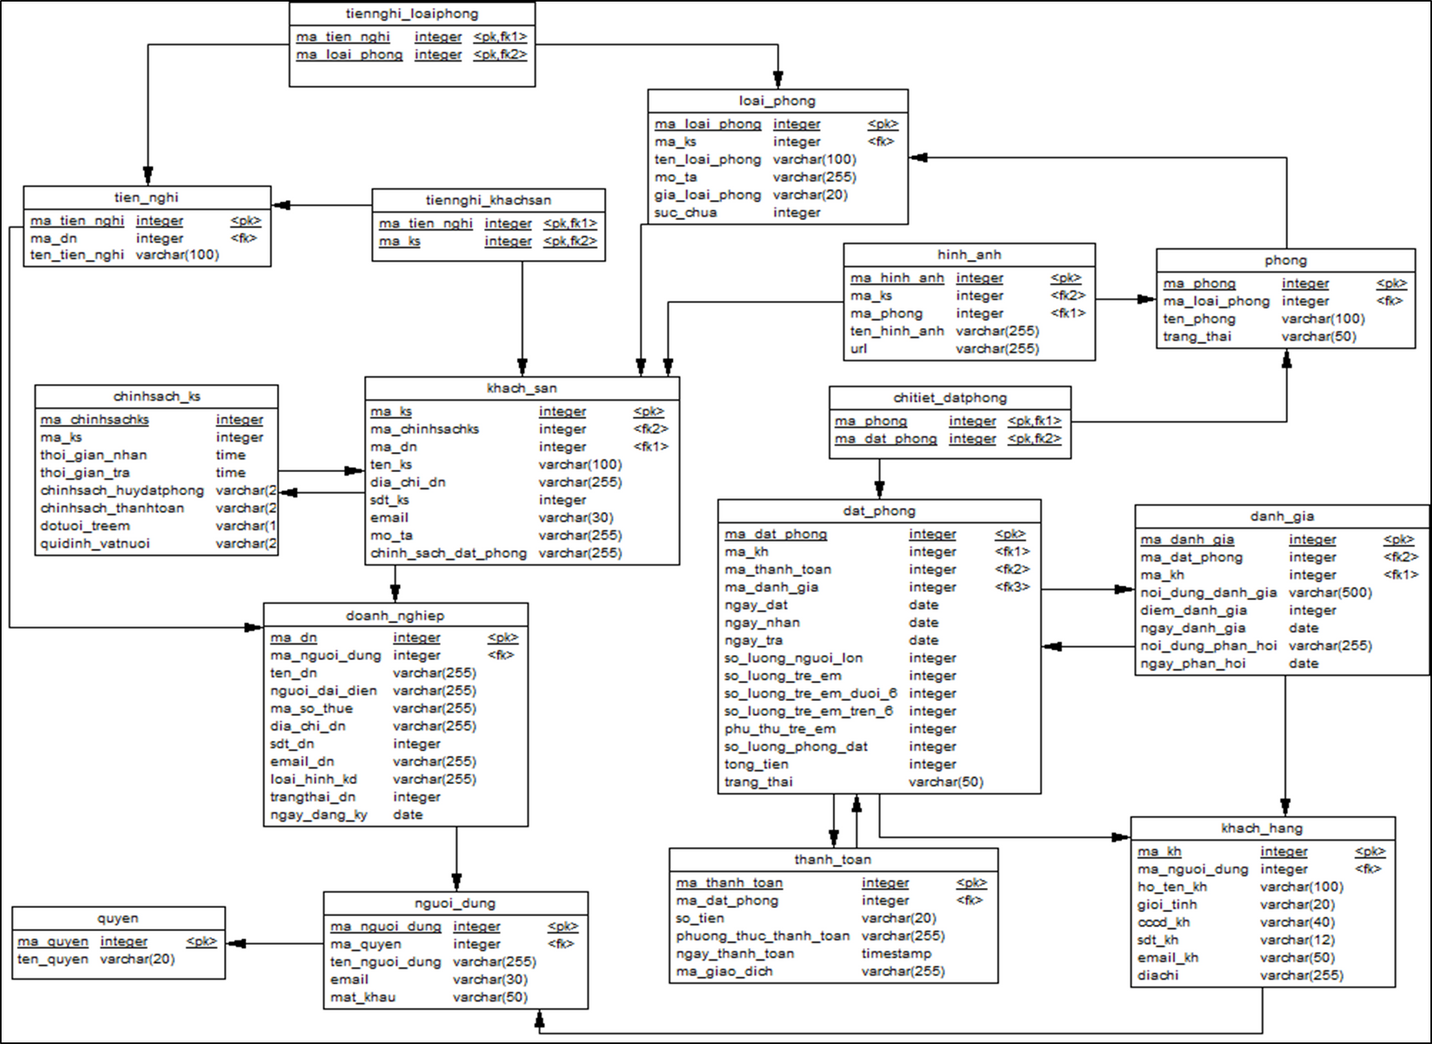 tiennghi_loaiphong
ma_tien_nghi integer <pk,fk1>
ma_loai_phong integer <pk,fk2>
loai_phong
ma_loai_phong integer <pk>
ma_ks integer <fk>
ten_loai_phong varchar(100)
mo_ta varchar(255)
gia_loai_phong varchar(20)
suc_chua integer
tien_nghi
ma_tien_nghi integer <pk>
ma_dn integer <fk>
ten_tien_nghi varchar(100)
tiennghi_khachsan
ma_tien_nghi integer <pk,fk1>
ma_ks integer <pk,fk2>
hinh_anh
ma_hinh_anh integer <pk>
ma_ks integer <fk2>
ma_phong integer <fk1>
ten_hinh_anh varchar(255)
url varchar(255)
phong
ma_phong integer <pk>
ma_loai_phong integer <fk>
ten_phong varchar(100)
trang_thai varchar(50)
chinhsach_ks
ma_chinhsachks integer
ma_ks integer
thoi_gian_nhan time
thoi_gian_tra time
chinhsach_huydatphong varchar(2
chinhsach_thanhtoan varchar(2
dotuoi_treem varchar(1
quidinh_vatnuoi varchar(2
khach_san
ma_ks integer <pk>
ma_chinhsachks integer <fk2>
ma_dn integer <fk1>
ten_ks varchar(100)
dia_chi_dn varchar(255)
sdt_ks integer
email varchar(30)
mo_ta varchar(255)
chinh_sach_dat_phong varchar(255)
chitiet_datphong
ma_phong integer <pk,fk1>
ma_dat_phong integer <pk,fk2>
dat_phong
ma_dat_phong integer <pk>
ma_kh integer <fk1>
ma_thanh_toan integer <fk2>
ma_danh_gia integer <fk3>
ngay_dat date
ngay_nhan date
ngay_tra date
so_luong_nguoi_lon integer
so_luong_tre_em integer
so_luong_tre_em_duoi_6 integer
so_luong_tre_em_tren_6 integer
phu_thu_tre_em integer
so_luong_phong_dat integer
tong_tien integer
trang_thai varchar(50)
danh_gia
ma_danh_gia integer <pk>
ma_dat_phong integer <fk2>
ma_kh integer <fk1>
noi_dung_danh_gia varchar(500)
diem_danh_gia integer
ngay_danh_gia date
noi_dung_phan_hoi varchar(255)
ngay_phan_hoi date
doanh_nghiep
ma_dn integer <pk>
ma_nguoi_dung integer <fk>
ten_dn varchar(255)
nguoi_dai_dien varchar(255)
ma_so_thue varchar(255)
dia_chi_dn varchar(255)
sdt_dn integer
email_dn varchar(255)
loai_hinh_kd varchar(255)
trangthai_dn integer
ngay_dang_ky date
khach_hang
ma_kh integer <pk>
ma_nguoi_dung integer <fk>
ho_ten_kh varchar(100)
gioi_tinh varchar(20)
cccd_kh varchar(40)
sdt_kh varchar(12)
email_kh varchar(50)
diachi varchar(255)
thanh_toan
ma_thanh_toan integer <pk>
ma_dat_phong integer <fk>
so_tien varchar(20)
phuong_thuc_thanh_toan varchar(255)
ngay_thanh_toan timestamp
ma_giao_dich varchar(255)
quyen
ma_quyen integer <pk>
ten_quyen varchar(20)
nguoi_dung
ma_nguoi_dung integer <pk>
ma_quyen integer <fk>
ten_nguoi_dung varchar(255)
email varchar(30)
mat_khau varchar(50)